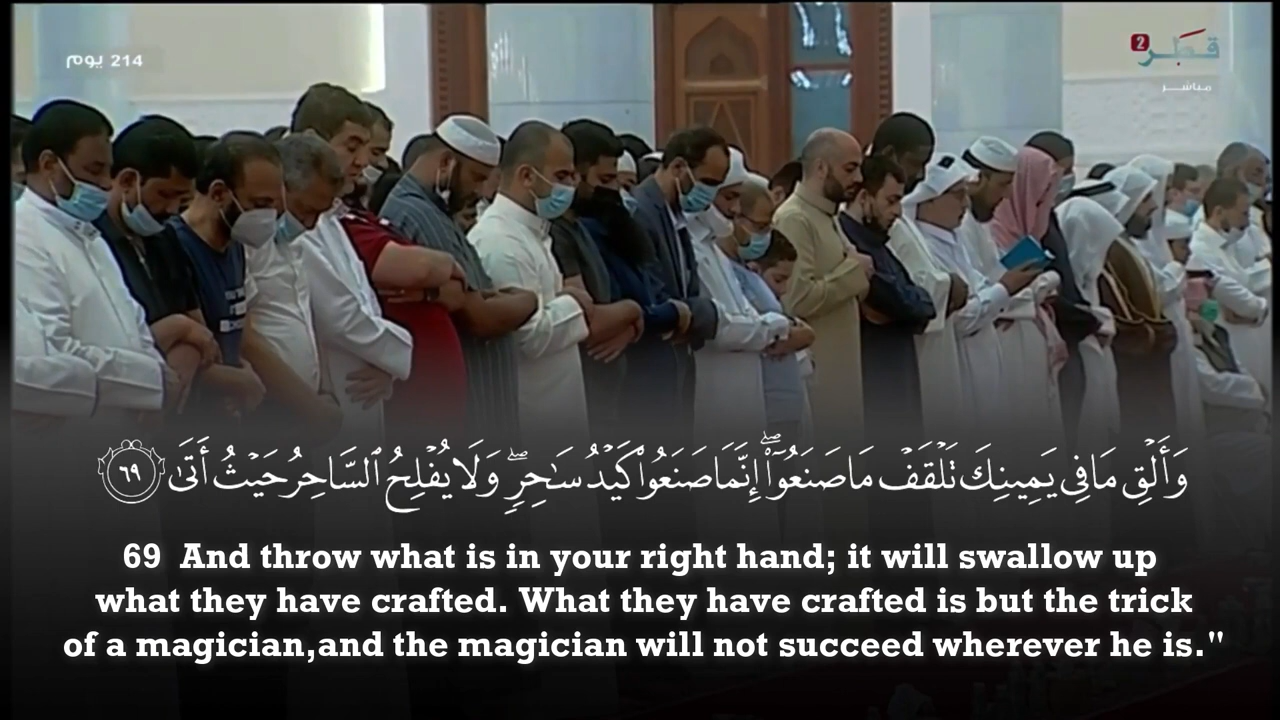 214 يوم
قطر 2
مباشر
وَأَلْقِ مَا فِي يَمِينِكَ تَلْقَفْ مَا صَنَعُوٓا۟ ۖ إِنَّمَا صَنَعُوا۟ كَيْدُ سَـٰحِرٍ ۖ وَلَا يُفْلِحُ ٱلسَّاحِرُ حَيْثُ أَتَىٰ ٦٩
69 And throw what is in your right hand; it will swallow up
what they have crafted. What they have crafted is but the trick
of a magician,and the magician will not succeed wherever he is."